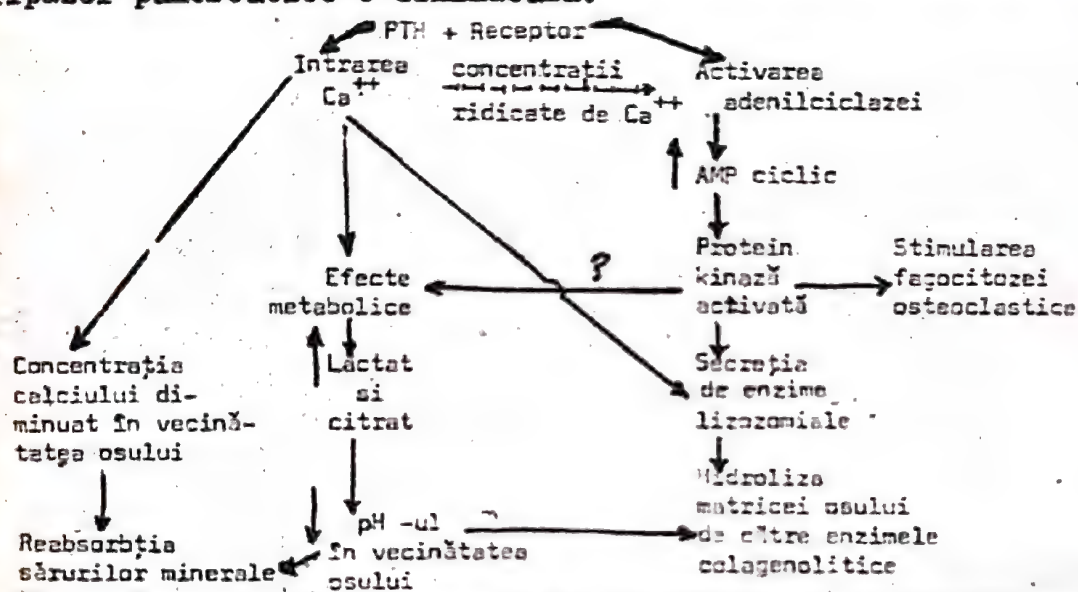 PTH + Receptor
Intrarea
Ca++
concentrații
ridicate de Ca++
Activarea
adenilciclazei
AMP ciclic
Efecte
metabolice
?
Protein
kinază
activată
Stimularea
fagocitozei
osteoclastice
Concentrația
calciului di-
minuat în vecină-
tatea osului
Lactat
si
citrat
Secreția
de enzime
lizozomiale
Reabsorbția
sărurilor minerale
pH -ul
în vecinătatea
osului
Hidroliza
matricei osului
de către enzimele
colagenolitice